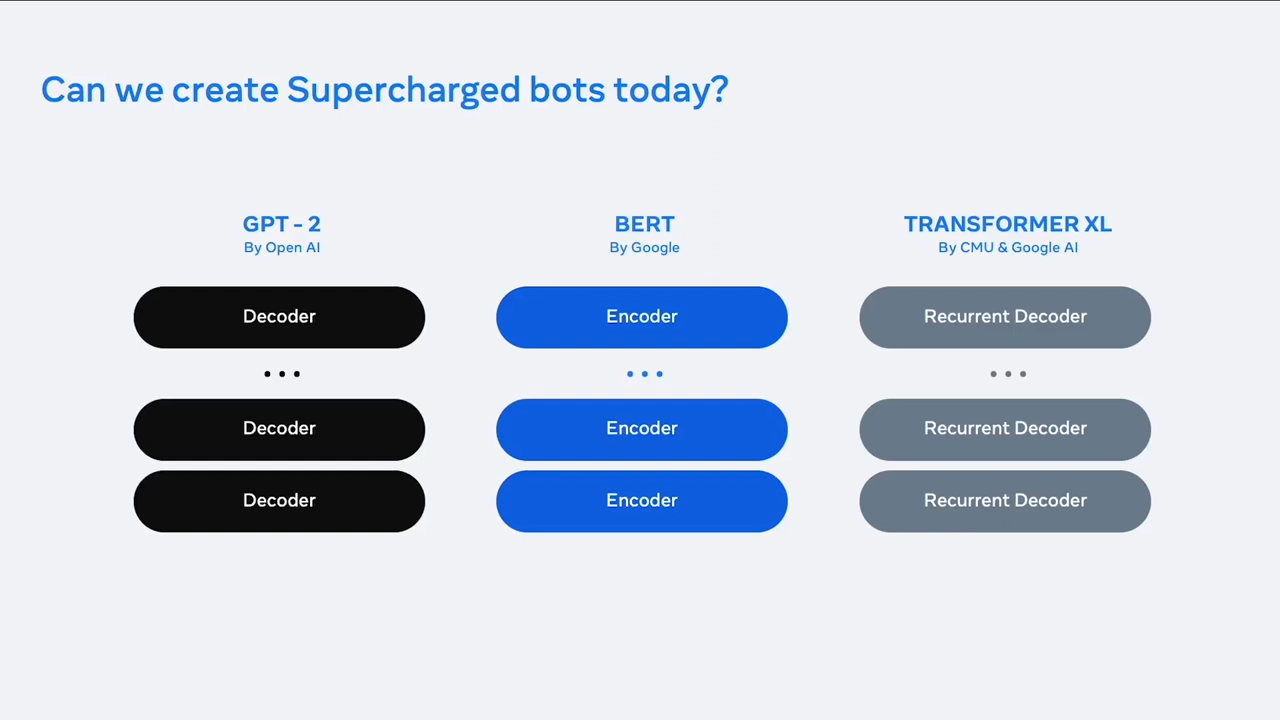 Can we create Supercharged bots today?
GPT - 2
By Open AI
Decoder
Decoder
Decoder
BERT
By Google
Encoder
Encoder
Encoder
TRANSFORMER XL
By CMU & Google AI
Recurrent Decoder
Recurrent Decoder
Recurrent Decoder